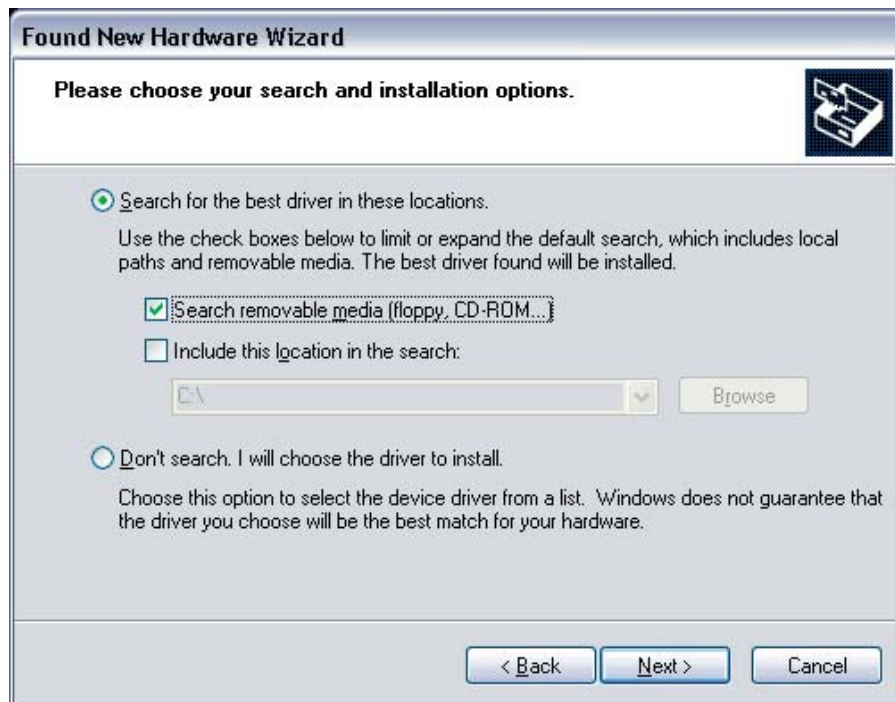 Found New Hardware Wizard
Please choose your search and installation options.
Search for the best driver in these locations.
Use the check boxes below to limit or expand the default search, which includes local
paths and removable media. The best driver found will be installed.
Search removable media (floppy, CD-ROM...)
Include this location in the search:
C:\
Browse
Don't search. I will choose the driver to install.
Choose this option to select the device driver from a list. Windows does not guarantee that
the driver you choose will be the best match for your hardware.
< Back
Next >
Cancel